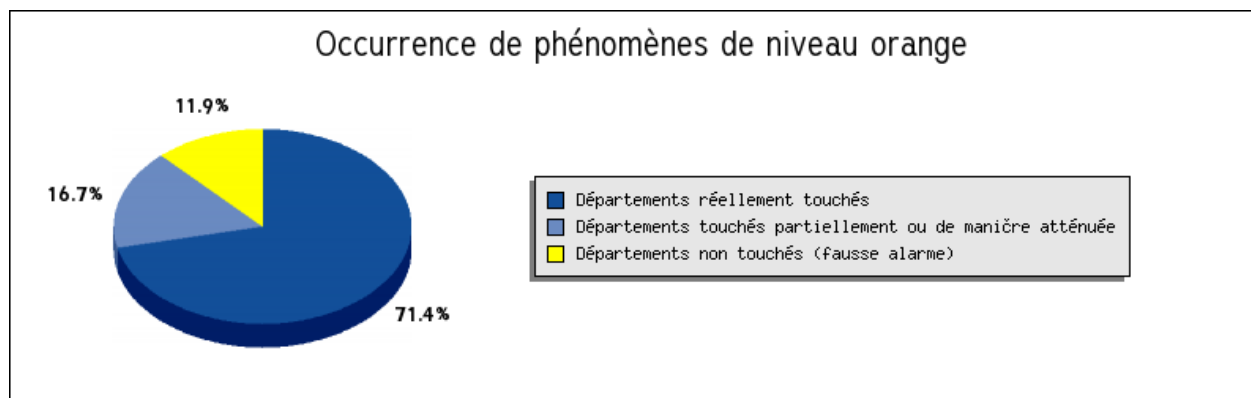 Occurrence de phénomènes de niveau orange
11.9%
16.7%
71.4%
Départements réellement touchés
Départements touchés partiellement ou de maničre atténuée
Départements non touchés (fausse alarme)